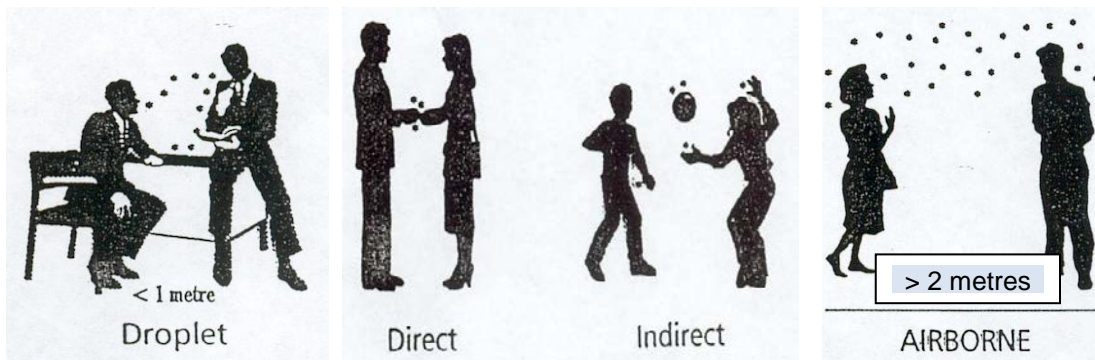 < 1 metre
Droplet
Direct
Indirect
> 2 metres
AIRBORNE